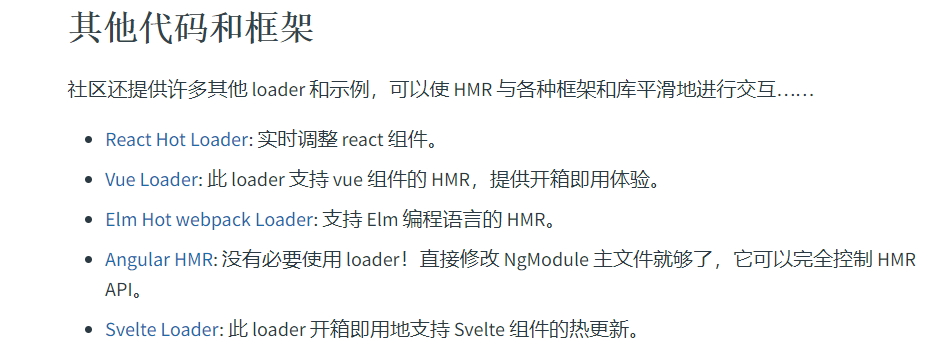 其他代码和框架
社区还提供许多其他 loader 和示例，可以使 HMR 与各种框架和库平滑地进行交互……
React Hot Loader: 实时调整 react 组件。
Vue Loader: 此 loader 支持 vue 组件的 HMR，提供开箱即用体验。
Elm Hot webpack Loader: 支持 Elm 编程语言的 HMR。
Angular HMR: 没有必要使用 loader！直接修改 NgModule 主文件就够了，它可以完全控制 HMR
API。
Svelte Loader: 此 loader 开箱即用地支持 Svelte 组件的热更新。